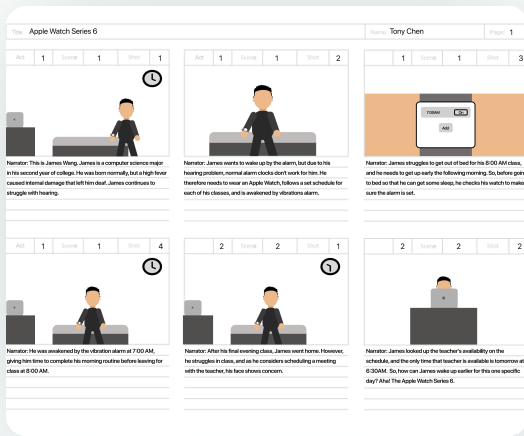 Title: Apple Watch Series 6 Name: Tony Chen Page: 1
Act 1 Scene 1 Shot 1
Narrator: This is James Wang. James is a computer science major
in his second year of college. He was born normally, but a high fever
caused internal damage that left him deaf. James continues to
struggle with hearing.
Act 1 Scene 1 Shot 2
Narrator: James wants to wake up by the alarm, but due to his
hearing problem, normal alarm clocks don't work for him. He
therefore needs to wear an Apple Watch, follows a set schedule for
each of his classes, and is awakened by vibrations alarm.
1 Scene 1 Shot 3
7:00AM On
Add
Narrator: James struggles to get out of bed for his 8:00 AM class,
and he needs to get up early the following morning. So, before going
to bed so that he can get some sleep, he checks his watch to make
sure the alarm is set.
Act 1 Scene 1 Shot 4
Narrator: He was awakened by the vibration alarm at 7:00 AM,
giving him time to complete his morning routine before leaving for
class at 8:00 AM.
2 Scene 2 Shot 1
Narrator: After his final evening class, James went home. However,
he struggles in class, and as he considers scheduling a meeting
with the teacher, his face shows concern.
2 Scene 2 Shot 2
Narrator: James looked up the teacher's availability on the
schedule, and the only time that teacher is available is tomorrow at
6:30AM. So, how can James wake up earlier for this one specific
day? Aha! The Apple Watch Series 6.